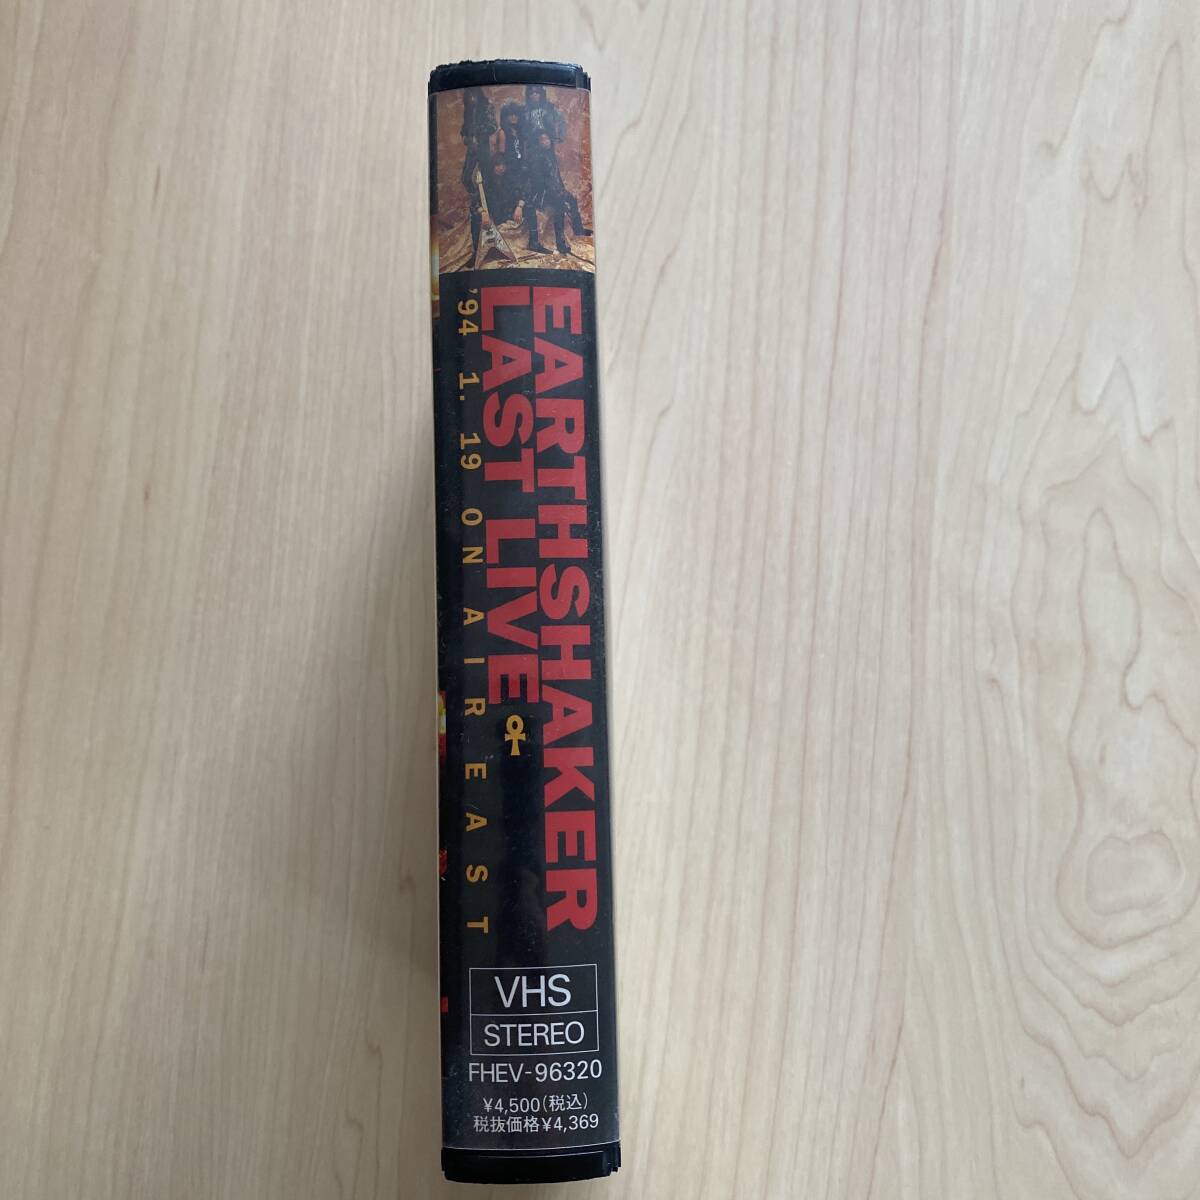 EARTHSHAKER
LAST LIVE
'94 1. 19 ON AIR EAST
VHS
STEREO
FHEV-96320
¥4,500(税込)
税抜価格¥4,369